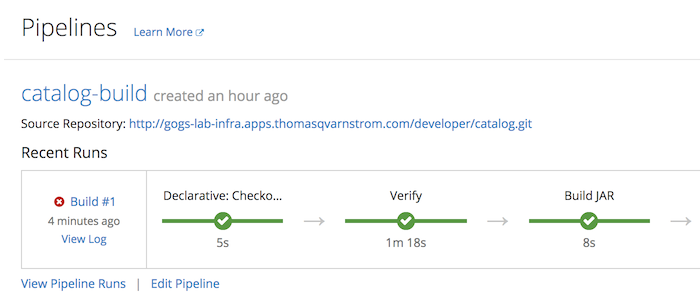 Pipelines Learn More
catalog-build created an hour ago
Source Repository: http://gogs-lab-infra.apps.thomasqvarnstrom.com/developer/catalog.git
Recent Runs
Build #1
4 minutes ago
View Log
Declarative: Checko...
5s
Verify
1m 18s
Build JAR
8s
View Pipeline Runs | Edit Pipeline